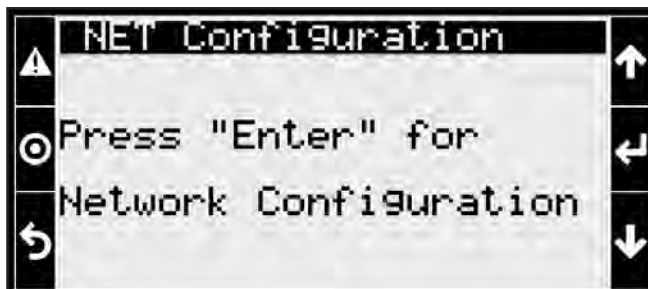 NET Configuration
Press "Enter" for
Network Configuration